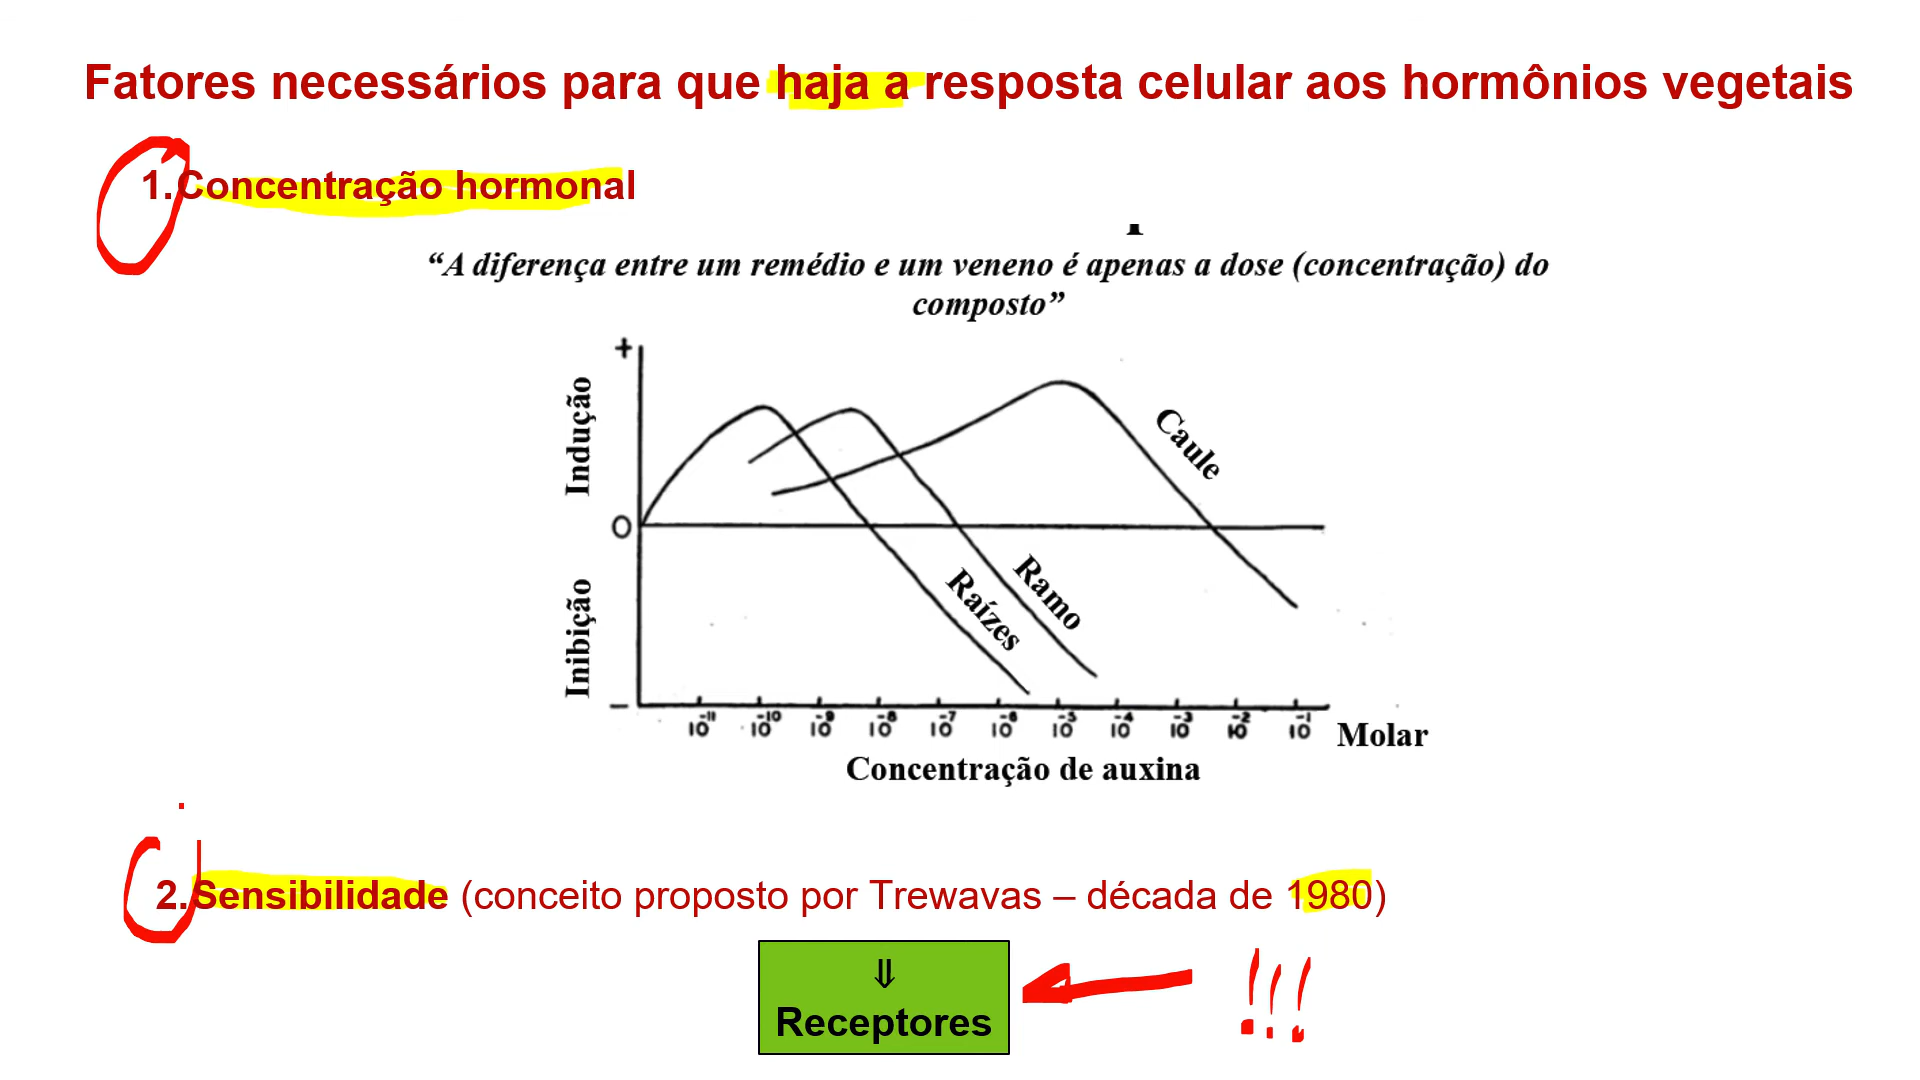 Fatores necessários para que haja a resposta celular aos hormônios vegetais
1. Concentração hormonal
“A diferença entre um remédio e um veneno é apenas a dose (concentração) do
composto”
+
Indução
O
Inibição
–
Caule
Ramo
Raízes
10⁻¹¹ 10⁻¹⁰ 10⁻⁹ 10⁻⁸ 10⁻⁷ 10⁻⁶ 10⁻⁵ 10⁻⁴ 10⁻³ 10⁻² 10⁻¹ Molar
Concentração de auxina
2. Sensibilidade (conceito proposto por Trewavas – década de 1980)
⇓
Receptores
!!!